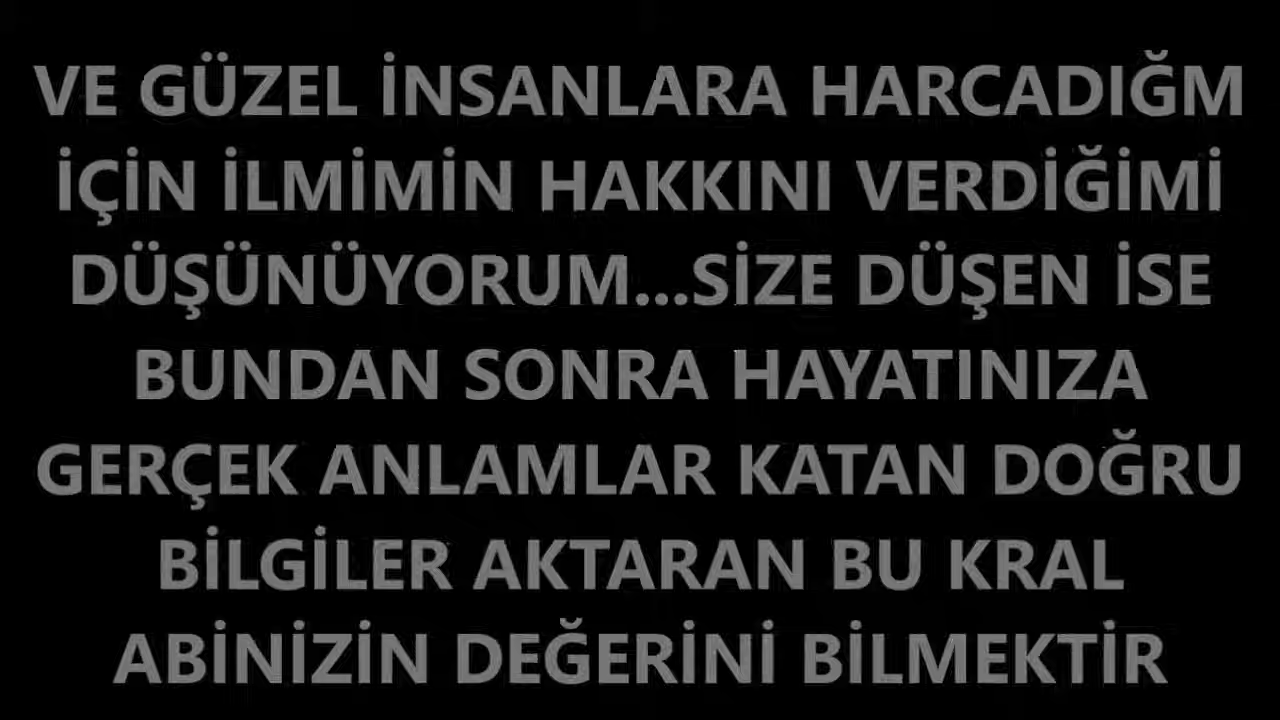 VE GÜZEL İNSANLARA HARCADIĞM
İÇİN İLMİMİN HAKKINI VERDİĞİMİ
DÜŞÜNÜYORUM...SİZE DÜŞEN İSE
BUNDAN SONRA HAYATINIZA
GERÇEK ANLAMLAR KATAN DOĞRU
BİLGİLER AKTARAN BU KRAL
ABİNİZİN DEĞERİNİ BİLMEKTİR